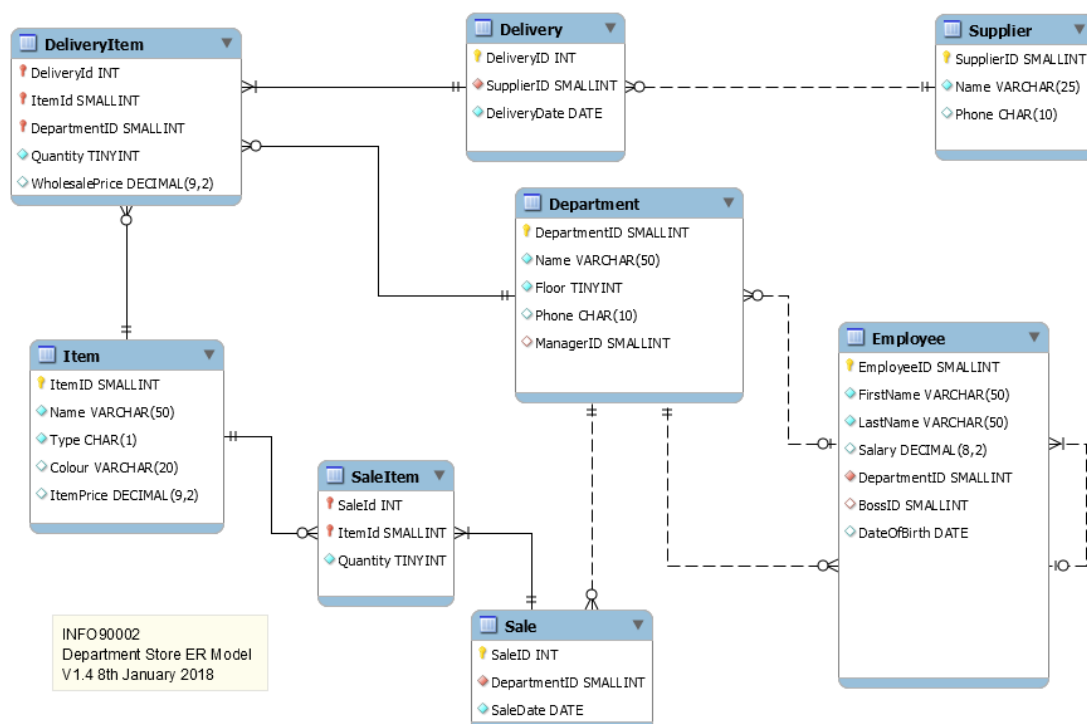 DeliveryItem
DeliveryId INT
ItemId SMALLINT
DepartmentID SMALLINT
Quantity TINYINT
WholesalePrice DECIMAL(9,2)
Delivery
DeliveryID INT
SupplierID SMALLINT
DeliveryDate DATE
Supplier
SupplierID SMALLINT
Name VARCHAR(25)
Phone CHAR(10)
Department
DepartmentID SMALLINT
Name VARCHAR(50)
Floor TINYINT
Phone CHAR(10)
ManagerID SMALLINT
Item
ItemID SMALLINT
Name VARCHAR(50)
Type CHAR(1)
Colour VARCHAR(20)
ItemPrice DECIMAL(9,2)
Employee
EmployeeID SMALLINT
FirstName VARCHAR(50)
LastName VARCHAR(50)
Salary DECIMAL(8,2)
DepartmentID SMALLINT
BossID SMALLINT
DateOfBirth DATE
SaleItem
SaleId INT
ItemId SMALLINT
Quantity TINYINT
Sale
SaleID INT
DepartmentID SMALLINT
SaleDate DATE
INFO90002
Department Store ER Model
V1.4 8th January 2018